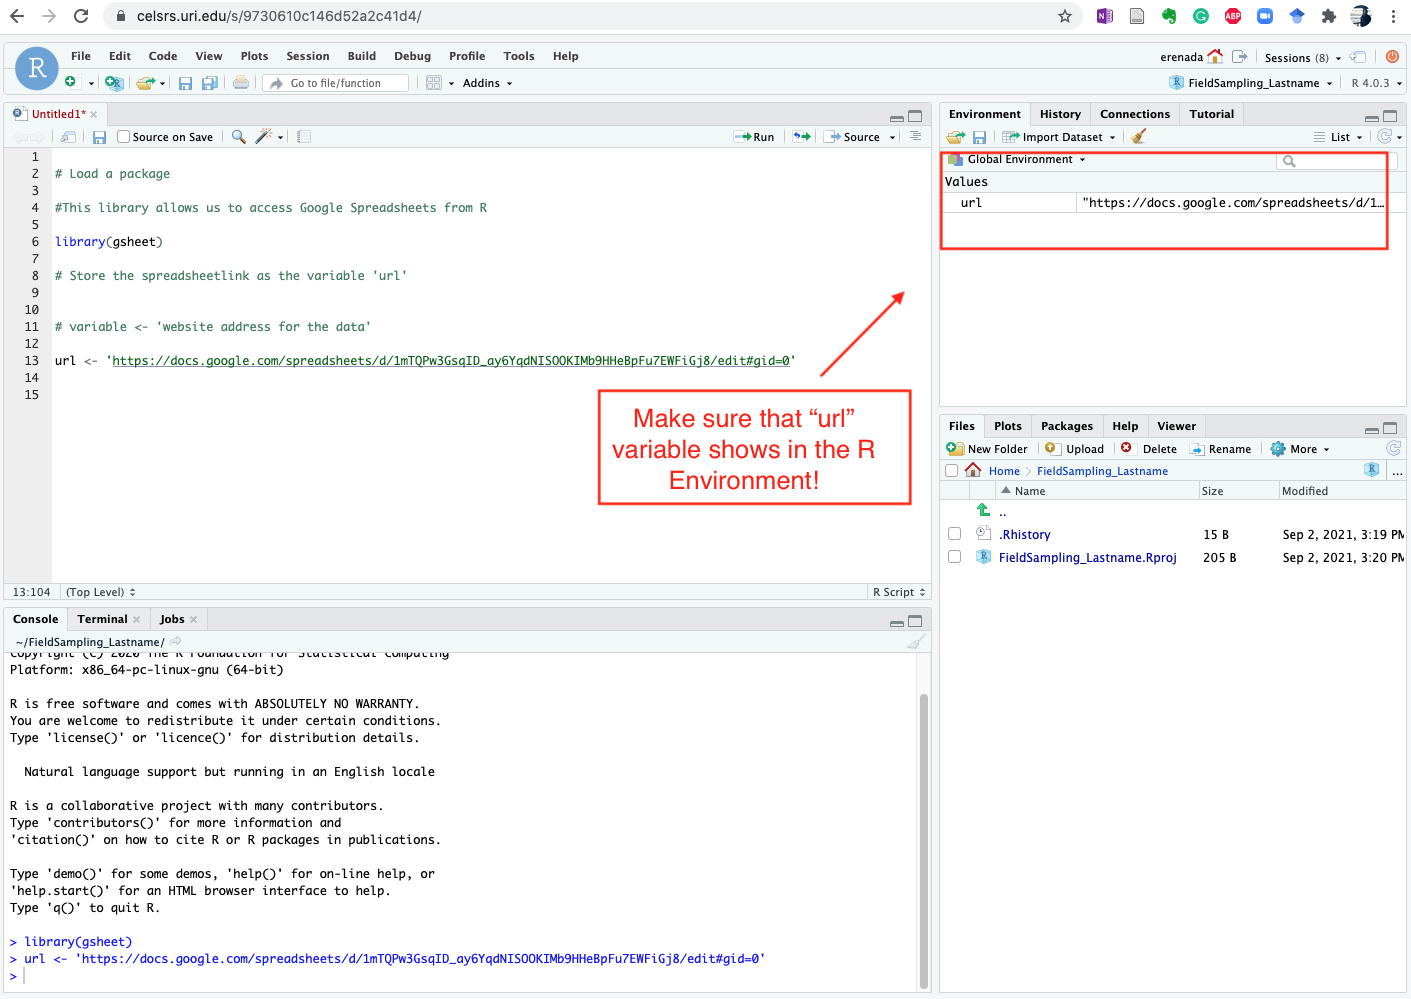 celsrs.uri.edu/s/9730610c146d52a2c41d4/
ABP
R
File Edit Code View Plots Session Build Debug Profile Tools Help
erenada Sessions (8)
Go to file/function Addins
FieldSampling_Lastname R 4.0.3
Untitled1*
Source on Save Run Source
1
2 # Load a package
3
4 #This library allows us to access Google Spreadsheets from R
5
6 library(gsheet)
7
8 # Store the spreadsheetlink as the variable 'url'
9
10
11 # variable <- 'website address for the data'
12
13 url <- 'https://docs.google.com/spreadsheets/d/1mTQPw3GsqID_ay6YqdNISOOKIMb9HHeBpFu7EWFiGj8/edit#gid=0'
14
15
Make sure that “url”
variable shows in the R
Environment!
13:104 (Top Level) R Script
Console Terminal Jobs
~/FieldSampling_Lastname/
Copyright (C) 2020 The R Foundation for Statistical Computing
Platform: x86_64-pc-linux-gnu (64-bit)
R is free software and comes with ABSOLUTELY NO WARRANTY.
You are welcome to redistribute it under certain conditions.
Type 'license()' or 'licence()' for distribution details.
Natural language support but running in an English locale
R is a collaborative project with many contributors.
Type 'contributors()' for more information and
'citation()' on how to cite R or R packages in publications.
Type 'demo()' for some demos, 'help()' for on-line help, or
'help.start()' for an HTML browser interface to help.
Type 'q()' to quit R.
> library(gsheet)
> url <- 'https://docs.google.com/spreadsheets/d/1mTQPw3GsqID_ay6YqdNISOOKIMb9HHeBpFu7EWFiGj8/edit#gid=0'
>
Environment History Connections Tutorial
Import Dataset List
Global Environment
Values
url "https://docs.google.com/spreadsheets/d/1…
Files Plots Packages Help Viewer
New Folder Upload Delete Rename More
Home FieldSampling_Lastname ...
Name Size Modified
..
.Rhistory 15 B Sep 2, 2021, 3:19 PM
FieldSampling_Lastname.Rproj 205 B Sep 2, 2021, 3:20 PM